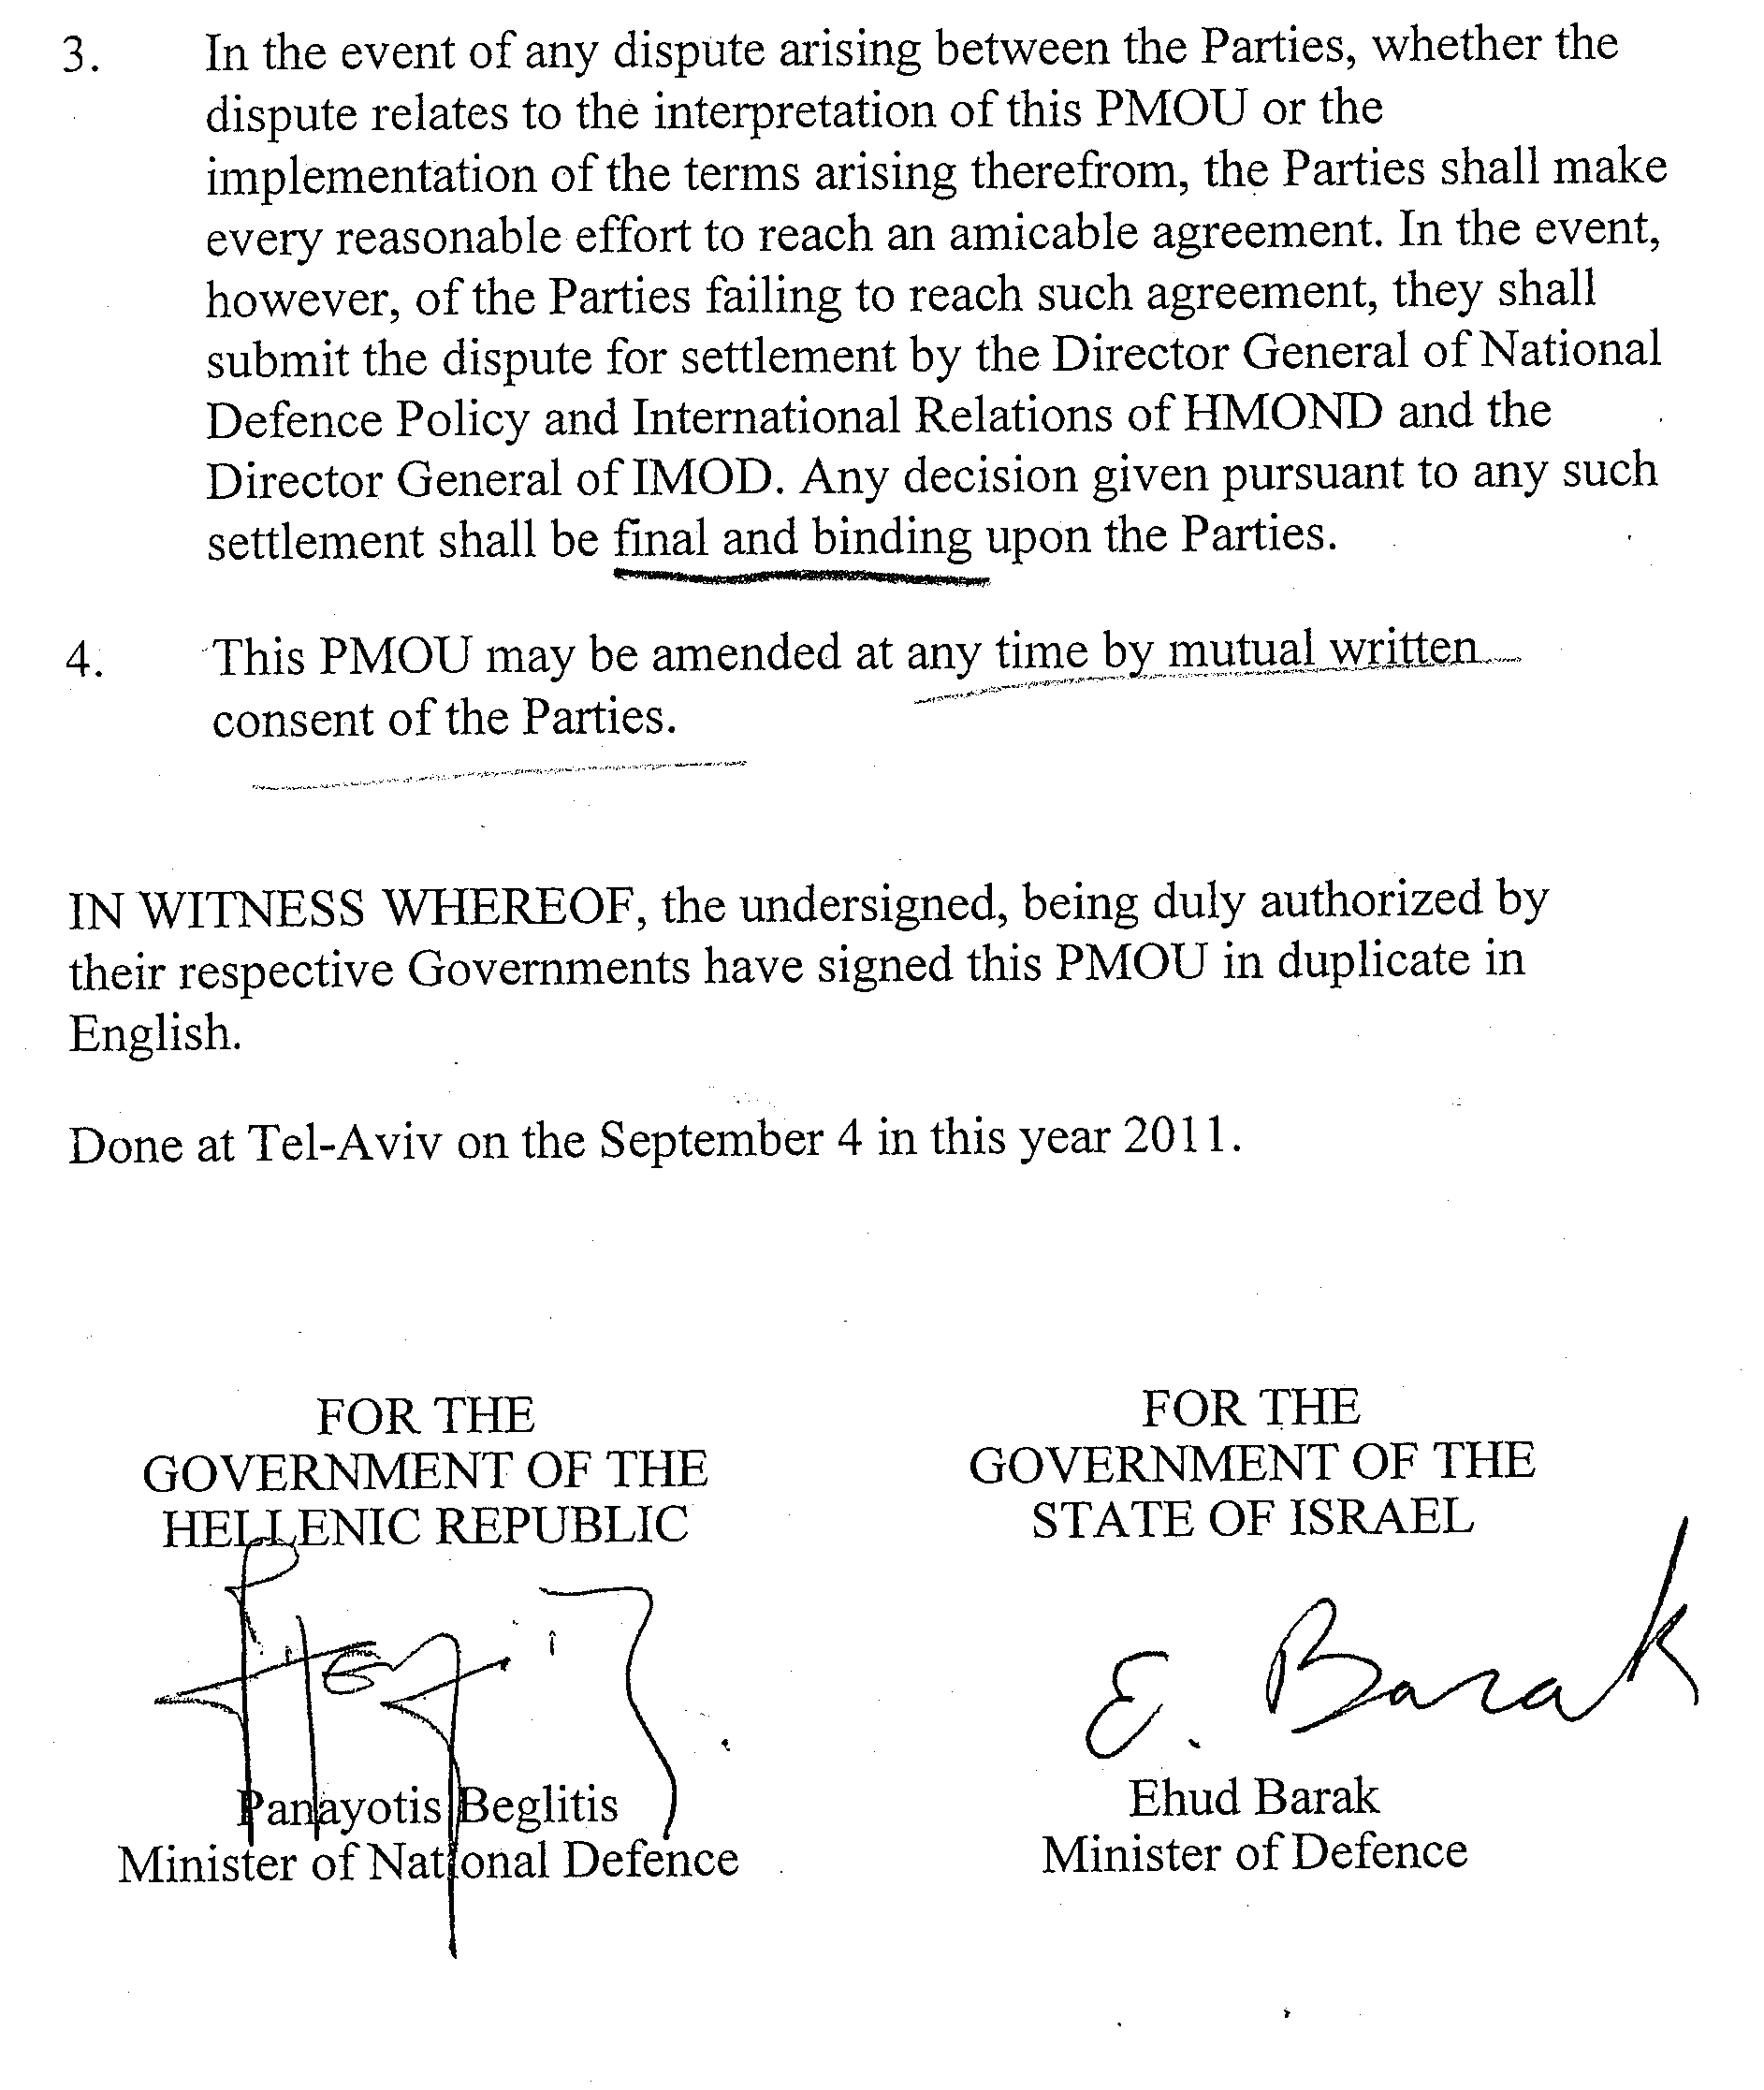 3. In the event of any dispute arising between the Parties, whether the
dispute relates to the interpretation of this PMOU or the
implementation of the terms arising therefrom, the Parties shall make
every reasonable effort to reach an amicable agreement. In the event,
however, of the Parties failing to reach such agreement, they shall
submit the dispute for settlement by the Director General of National
Defence Policy and International Relations of HMOND and the
Director General of IMOD. Any decision given pursuant to any such
settlement shall be final and binding upon the Parties.
4. This PMOU may be amended at any time by mutual written
consent of the Parties.
IN WITNESS WHEREOF, the undersigned, being duly authorized by
their respective Governments have signed this PMOU in duplicate in
English.
Done at Tel-Aviv on the September 4 in this year 2011.
FOR THE
GOVERNMENT OF THE
HELLENIC REPUBLIC
Panayotis Beglitis
Minister of National Defence
FOR THE
GOVERNMENT OF THE
STATE OF ISRAEL
E. Barak
Ehud Barak
Minister of Defence